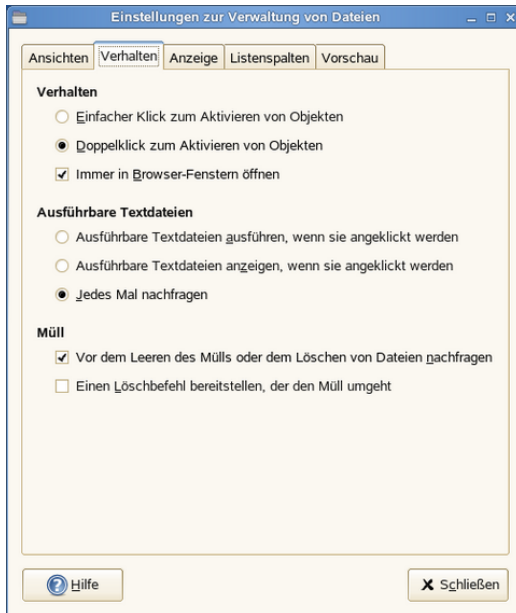 Einstellungen zur Verwaltung von Dateien
Ansichten Verhalten Anzeige Listenspalten Vorschau
Verhalten
Einfacher Klick zum Aktivieren von Objekten
Doppelklick zum Aktivieren von Objekten
Immer in Browser-Fenstern öffnen
Ausführbare Textdateien
Ausführbare Textdateien ausführen, wenn sie angeklickt werden
Ausführbare Textdateien anzeigen, wenn sie angeklickt werden
Jedes Mal nachfragen
Müll
Vor dem Leeren des Mülls oder dem Löschen von Dateien nachfragen
Einen Löschbefehl bereitstellen, der den Müll umgeht
Hilfe Schließen